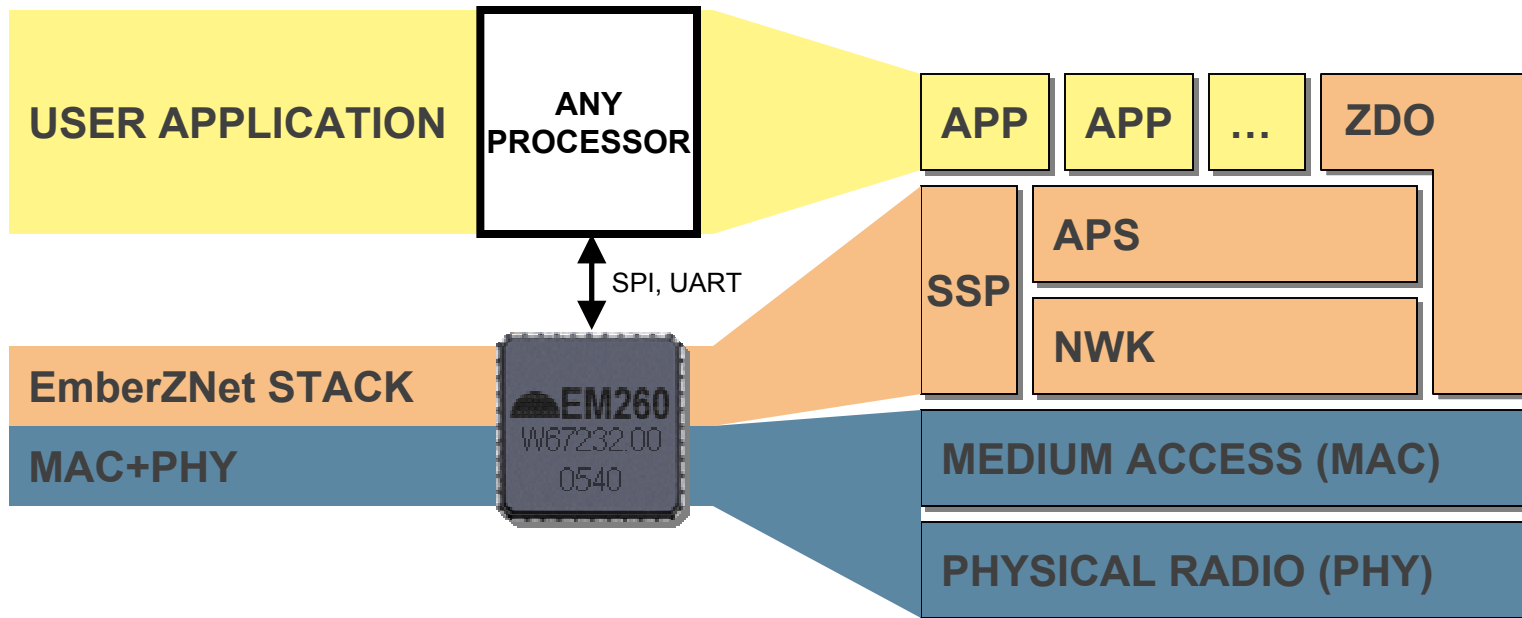 USER APPLICATION
ANY
PROCESSOR
APP
APP
…
ZDO
SPI, UART
SSP
APS
NWK
EmberZNet STACK
MAC+PHY
EM260
W67232.00
0540
MEDIUM ACCESS (MAC)
PHYSICAL RADIO (PHY)